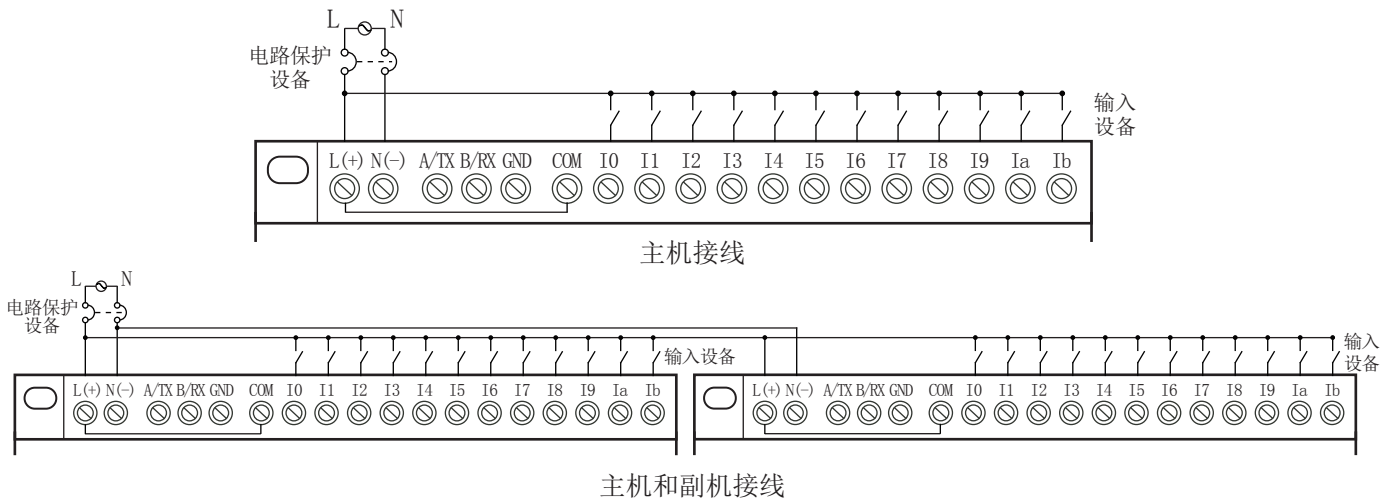 L N
电路保护
设备
输入
设备
L(+) N(-) A/TX B/RX GND COM I0 I1 I2 I3 I4 I5 I6 I7 I8 I9 Ia Ib
主机接线
L N
电路保护
设备
输入设备
输入
设备
L(+) N(-) A/TX B/RX GND COM I0 I1 I2 I3 I4 I5 I6 I7 I8 I9 Ia Ib
L(+) N(-) A/TX B/RX GND COM I0 I1 I2 I3 I4 I5 I6 I7 I8 I9 Ia Ib
主机和副机接线